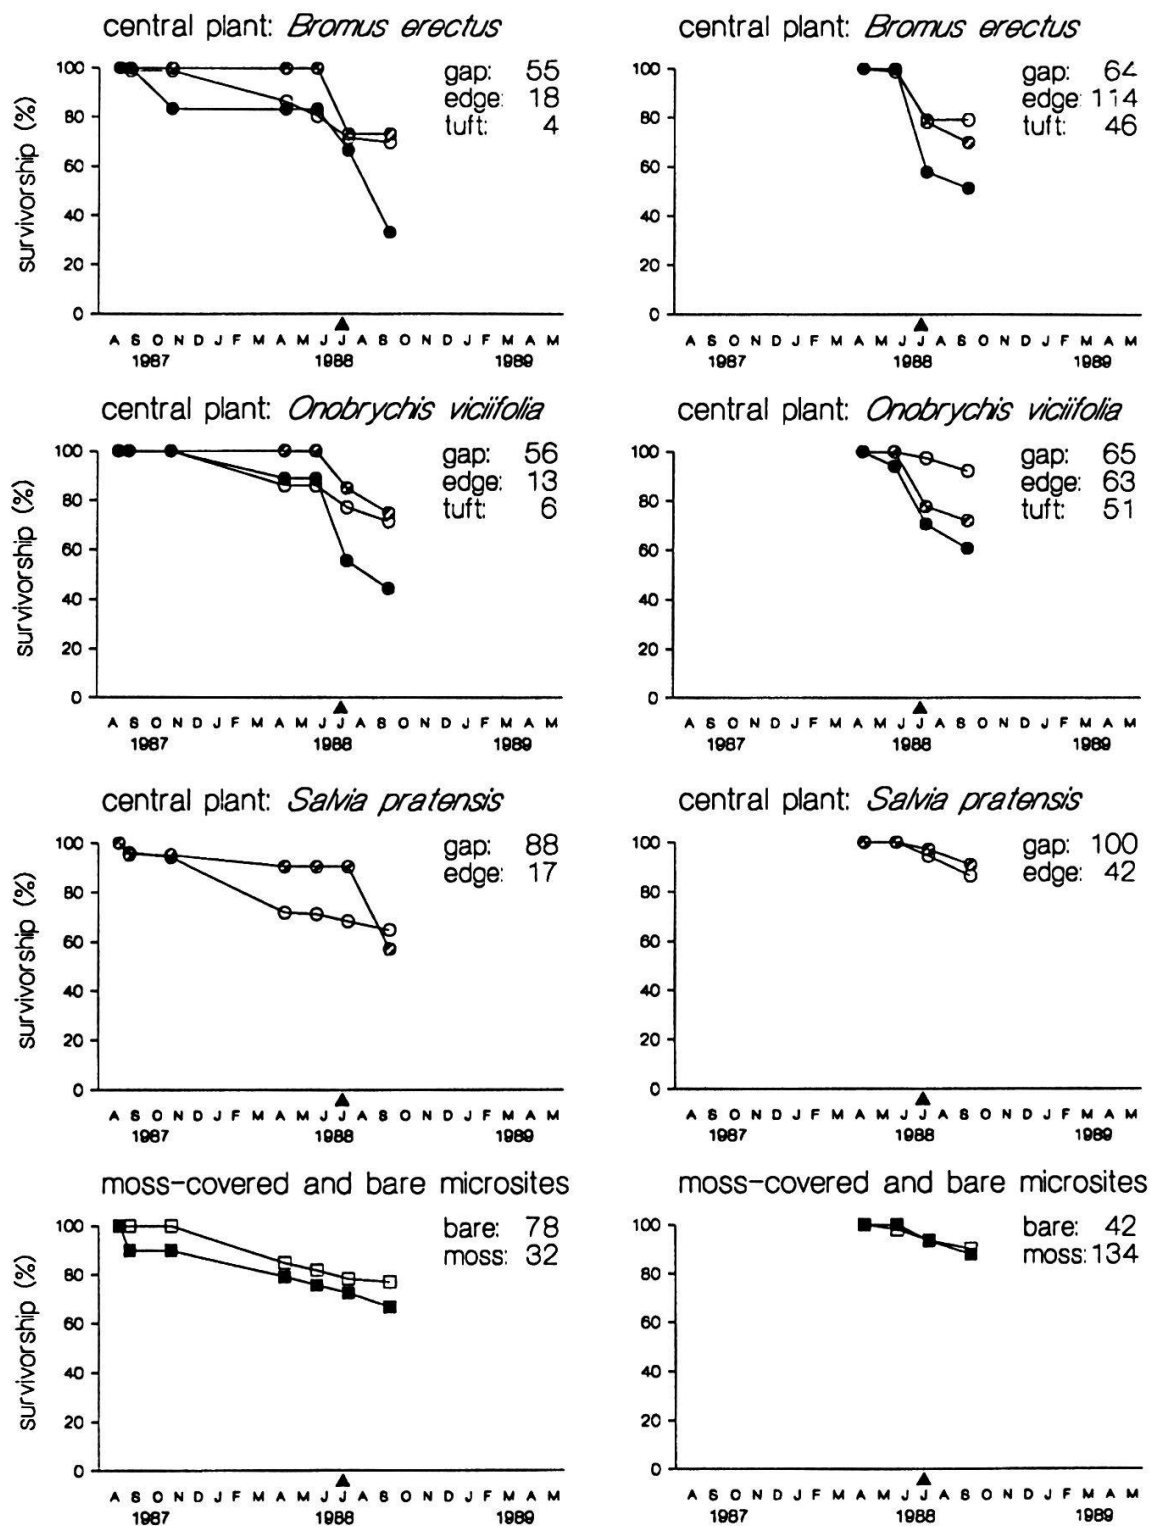 central plant: Bromus erectus
gap: 55
edge: 18
tuft: 4
survivorship (%)
100
80
60
40
20
0
A S O N D J F M A M J J A S O N D J F M A M
1987 1988 1989
central plant: Bromus erectus
gap: 64
edge: 114
tuft: 46
100
80
60
40
20
0
A S O N D J F M A M J J A S O N D J F M A M
1987 1988 1989
central plant: Onobrychis viciifolia
gap: 56
edge: 13
tuft: 6
survivorship (%)
100
80
60
40
20
0
A S O N D J F M A M J J A S O N D J F M A M
1987 1988 1989
central plant: Onobrychis viciifolia
gap: 65
edge: 63
tuft: 51
100
80
60
40
20
0
A S O N D J F M A M J J A S O N D J F M A M
1987 1988 1989
central plant: Salvia pratensis
gap: 88
edge: 17
survivorship (%)
100
80
60
40
20
0
A S O N D J F M A M J J A S O N D J F M A M
1987 1988 1989
central plant: Salvia pratensis
gap: 100
edge: 42
100
80
60
40
20
0
A S O N D J F M A M J J A S O N D J F M A M
1987 1988 1989
moss-covered and bare microsites
bare: 78
moss: 32
survivorship (%)
100
80
60
40
20
0
A S O N D J F M A M J J A S O N D J F M A M
1987 1988 1989
moss-covered and bare microsites
bare: 42
moss: 134
100
80
60
40
20
0
A S O N D J F M A M J J A S O N D J F M A M
1987 1988 1989